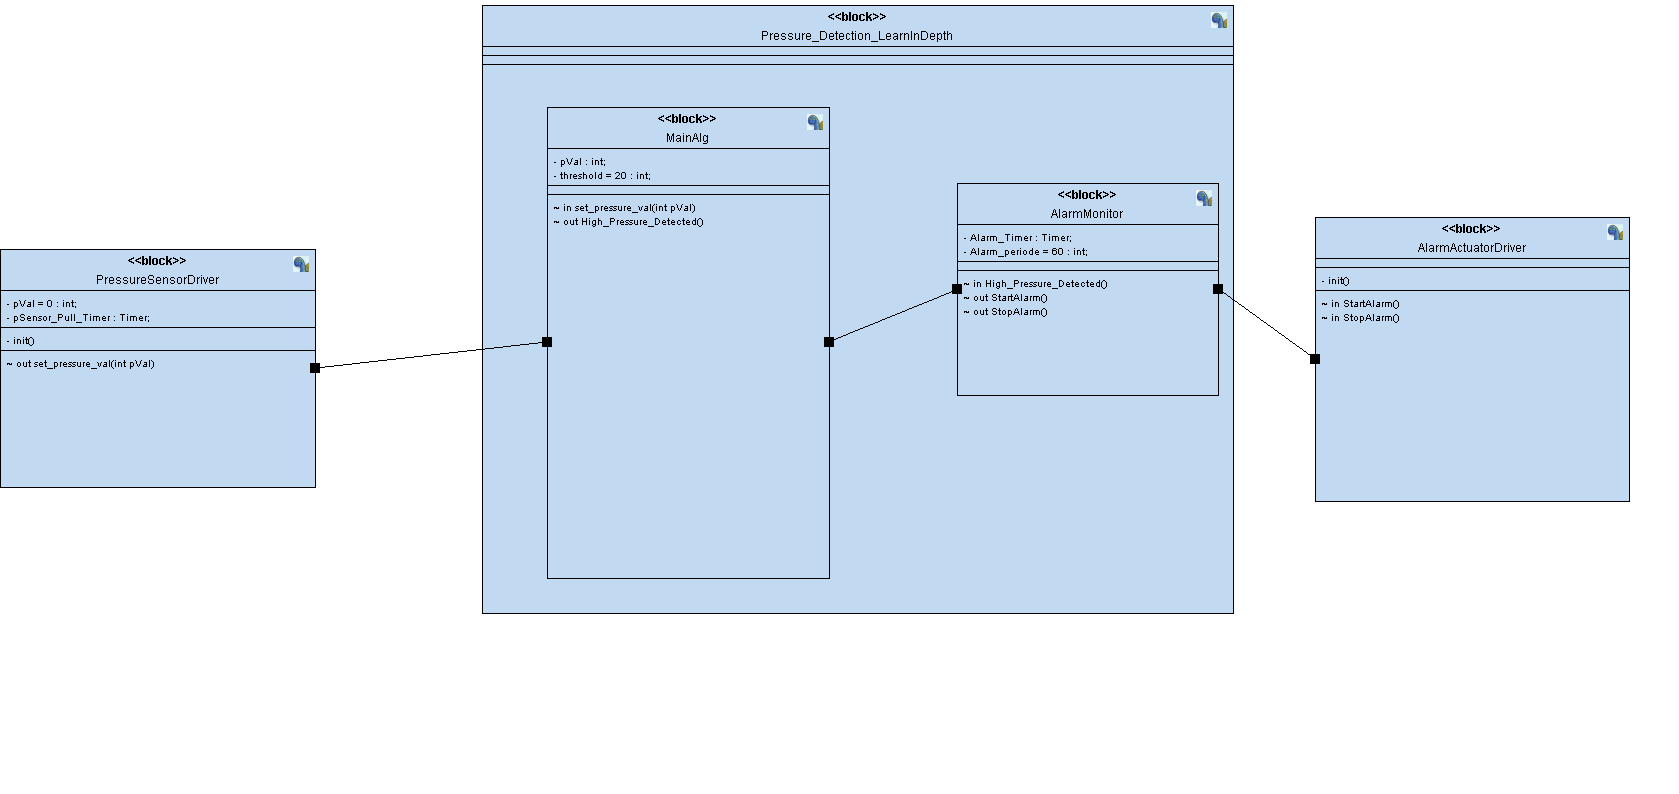 <<block>>
Pressure_Detection_LearnInDepth
<<block>>
MainAlg
- pVal : int;
- threshold = 20 : int;
~ in set_pressure_val(int pVal)
~ out High_Pressure_Detected()
<<block>>
AlarmMonitor
- Alarm_Timer : Timer;
- Alarm_periode = 60 : int;
~ in High_Pressure_Detected()
~ out StartAlarm()
~ out StopAlarm()
<<block>>
AlarmActuatorDriver
- init()
~ in StartAlarm()
~ in StopAlarm()
<<block>>
PressureSensorDriver
- pVal = 0 : int;
- pSensor_Pull_Timer : Timer;
- init()
~ out set_pressure_val(int pVal)